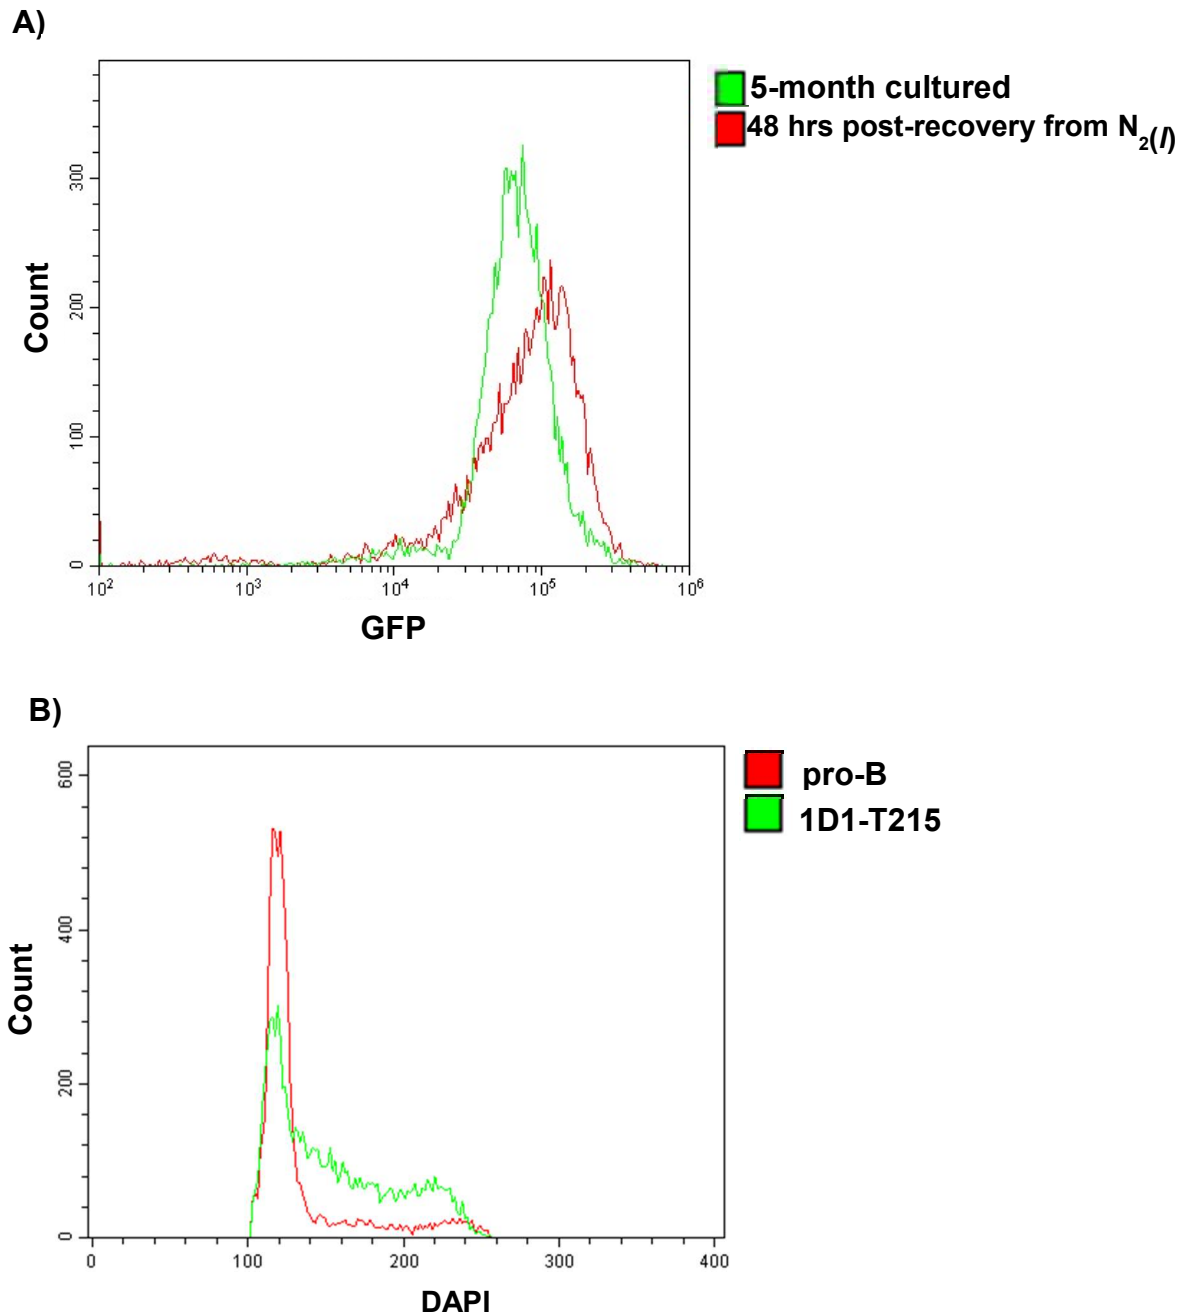 A)
5-month cultured
48 hrs post-recovery from N2(l)
300
200
100
0
Count
10² 10³ 10⁴ 10⁵ 10⁶
GFP
B)
pro-B
1D1-T215
600
400
200
0
Count
0 100 200 300 400
DAPI